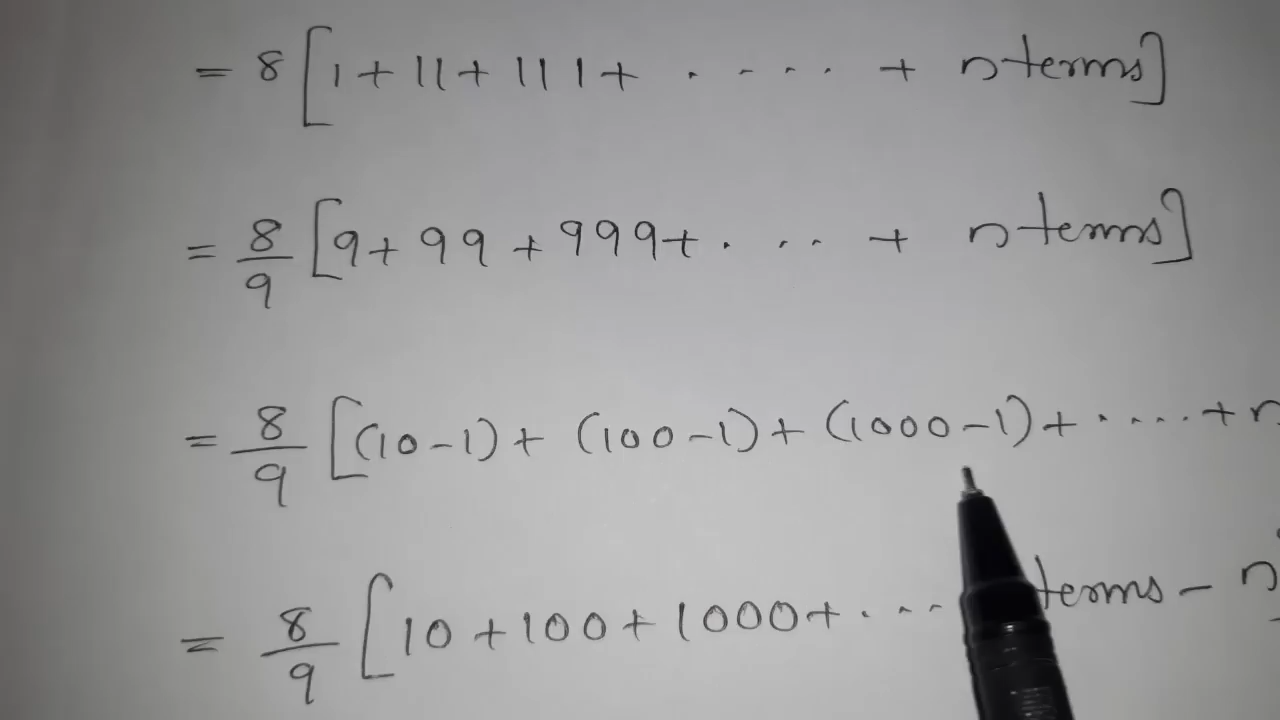 = 8 [1 + 11 + 111 + ..... + n terms]
= 8/9 [9 + 99 + 999 + .... + n terms]
= 8/9 [(10 - 1) + (100 - 1) + (1000 - 1) + ..... + n
= 8/9 [10 + 100 + 1000 + .... terms - n